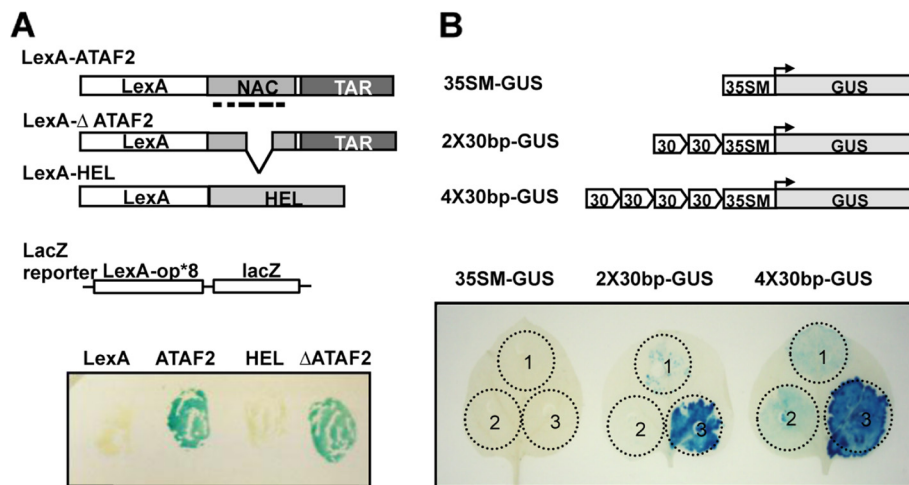 A
LexA-ATAF2
LexA NAC TAR
LexA-Δ ATAF2
LexA TAR
LexA-HEL
LexA HEL
LacZ
reporter LexA-op*8 lacZ
LexA ATAF2 HEL ΔATAF2
B
35SM-GUS 35SM GUS
2X30bp-GUS 30 30 35SM GUS
4X30bp-GUS 30 30 30 30 35SM GUS
35SM-GUS 2X30bp-GUS 4X30bp-GUS
1 1 1
2 3 2 3 2 3